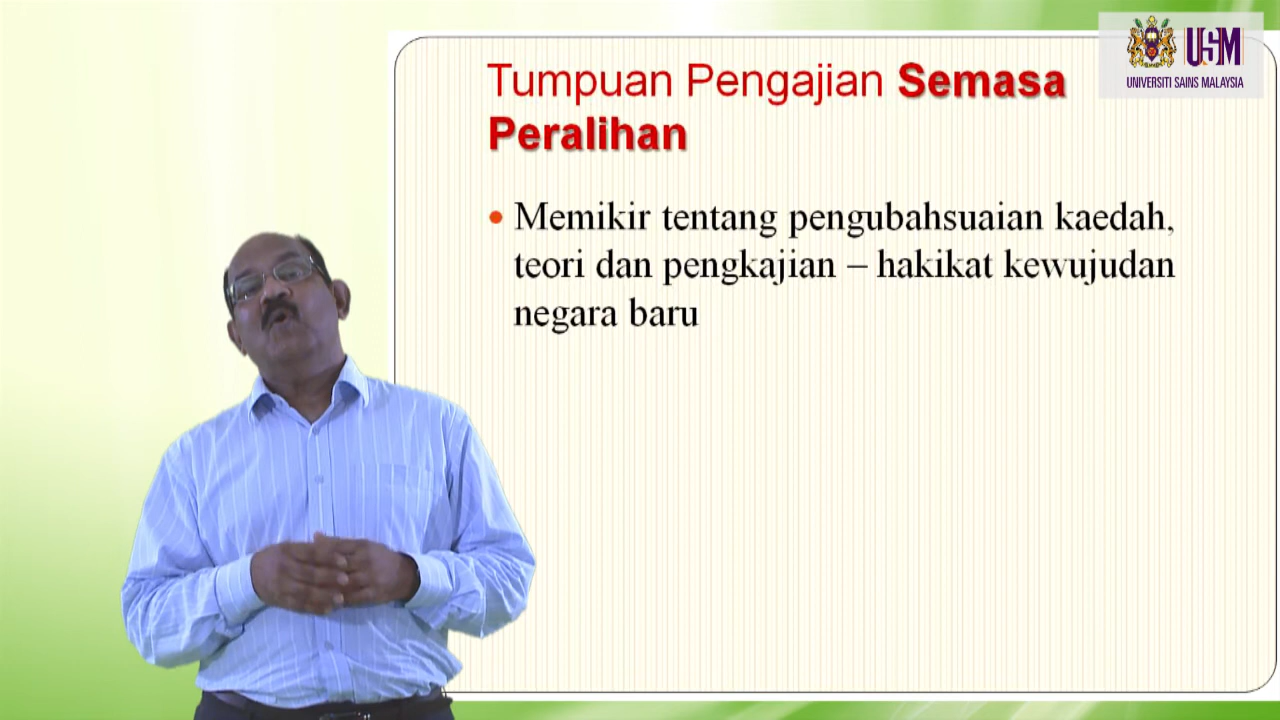 Tumpuan Pengajian Semasa
Peralihan
USM
UNIVERSITI SAINS MALAYSIA
• Memikir tentang pengubahsuaian kaedah,
teori dan pengkajian – hakikat kewujudan
negara baru